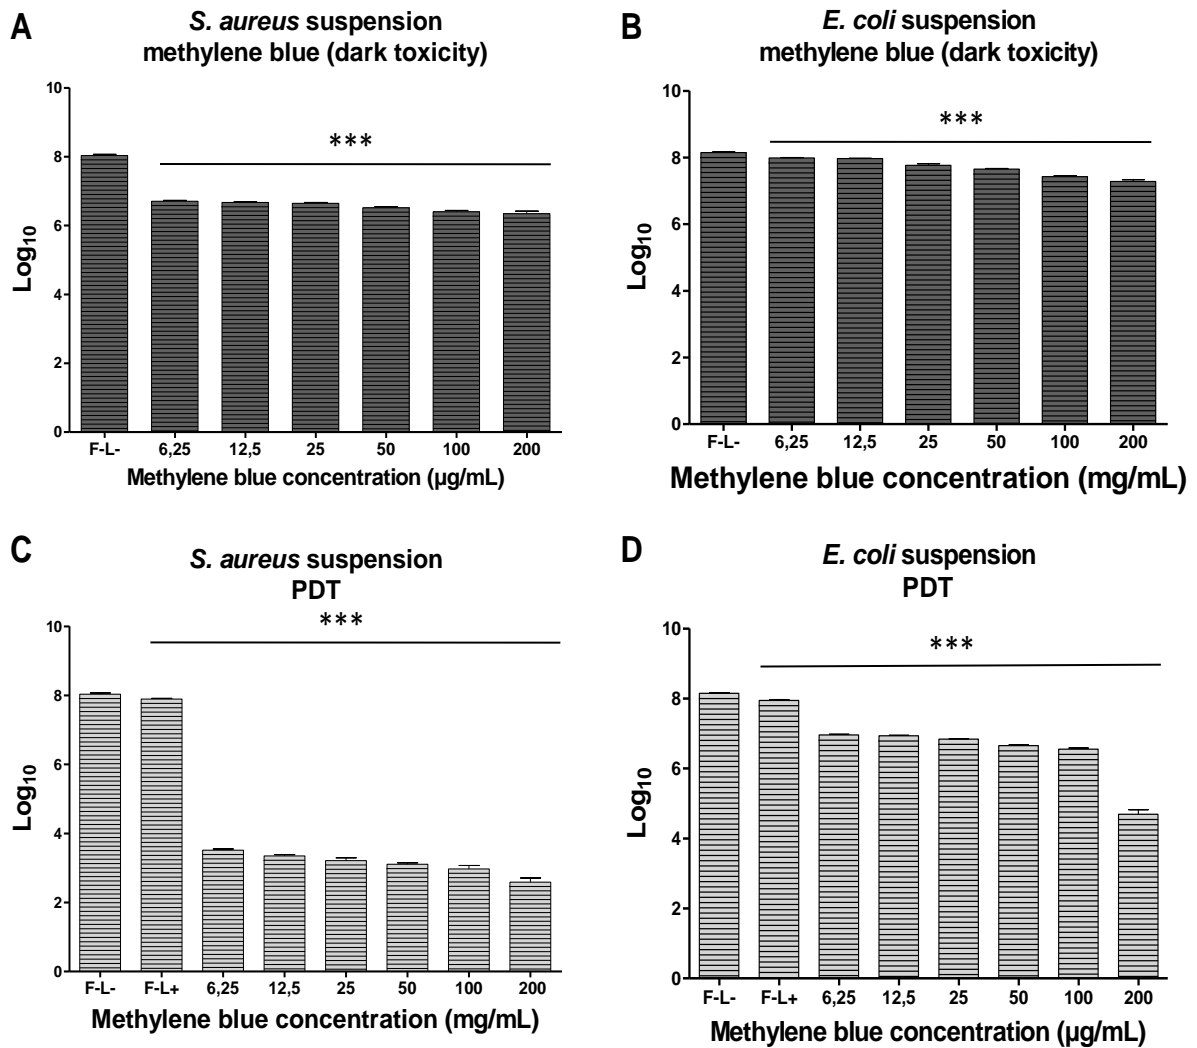 A
S. aureus suspension
methylene blue (dark toxicity)
10
8
6
4
2
0
Log10
***
F-L-
6,25
12,5
25
50
100
200
Methylene blue concentration (µg/mL)
B
E. coli suspension
methylene blue (dark toxicity)
10
8
6
4
2
0
Log10
***
F-L-
6,25
12,5
25
50
100
200
Methylene blue concentration (mg/mL)
C
S. aureus suspension
PDT
10
8
6
4
2
0
Log10
***
F-L-
F-L+
6,25
12,5
25
50
100
200
Methylene blue concentration (mg/mL)
D
E. coli suspension
PDT
10
8
6
4
2
0
Log10
***
F-L-
F-L+
6,25
12,5
25
50
100
200
Methylene blue concentration (µg/mL)